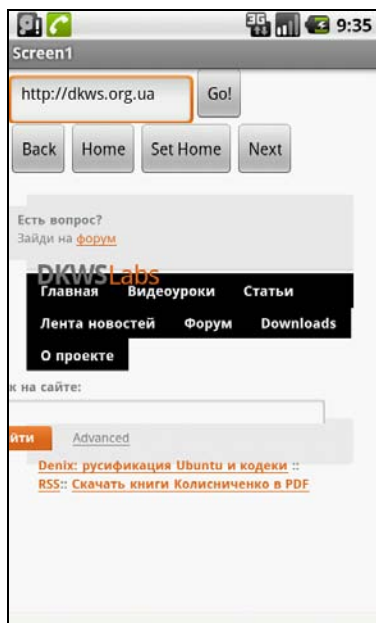 3G 9:35
Screen1
http://dkws.org.ua Go!
Back Home Set Home Next
Есть вопрос?
Зайди на форум
DKWSLabs
Главная Видеоуроки Статьи
Лента новостей Форум Downloads
О проекте
к на сайте:
йти Advanced
Denix: русификация Ubuntu и кодеки ::
RSS:: Скачать книги Колисниченко в PDF